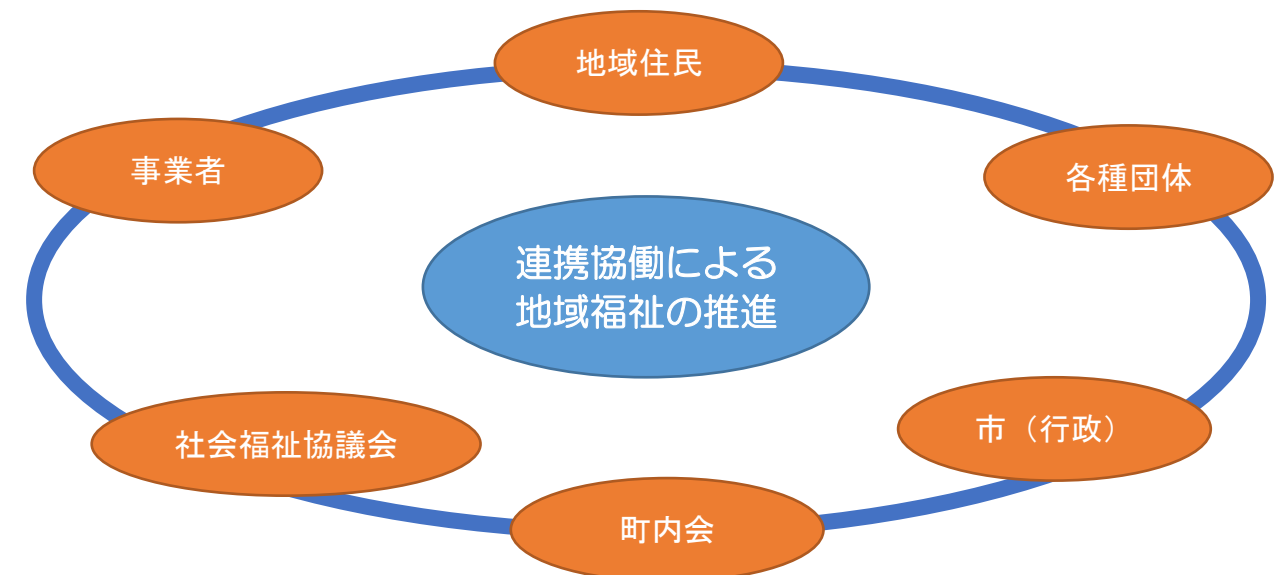 地域住民
事業者
各種団体
連携協働による
地域福祉の推進
市（行政）
社会福祉協議会
町内会